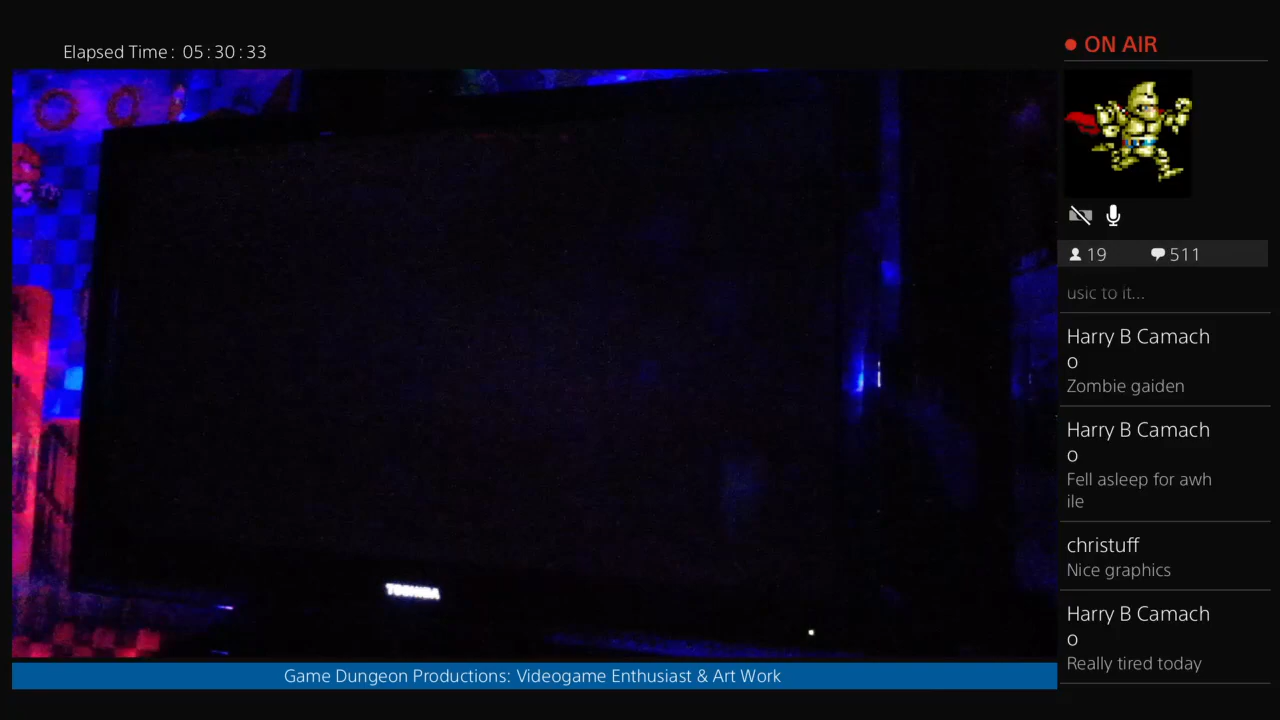 Elapsed Time: 05:30:33
ON AIR
19 511
usic to it...
Harry B Camach
o
Zombie gaiden
Harry B Camach
o
Fell asleep for awh
ile
christuff
Nice graphics
Harry B Camach
o
Really tired today
TOSHIBA
Game Dungeon Productions: Videogame Enthusiast & Art Work